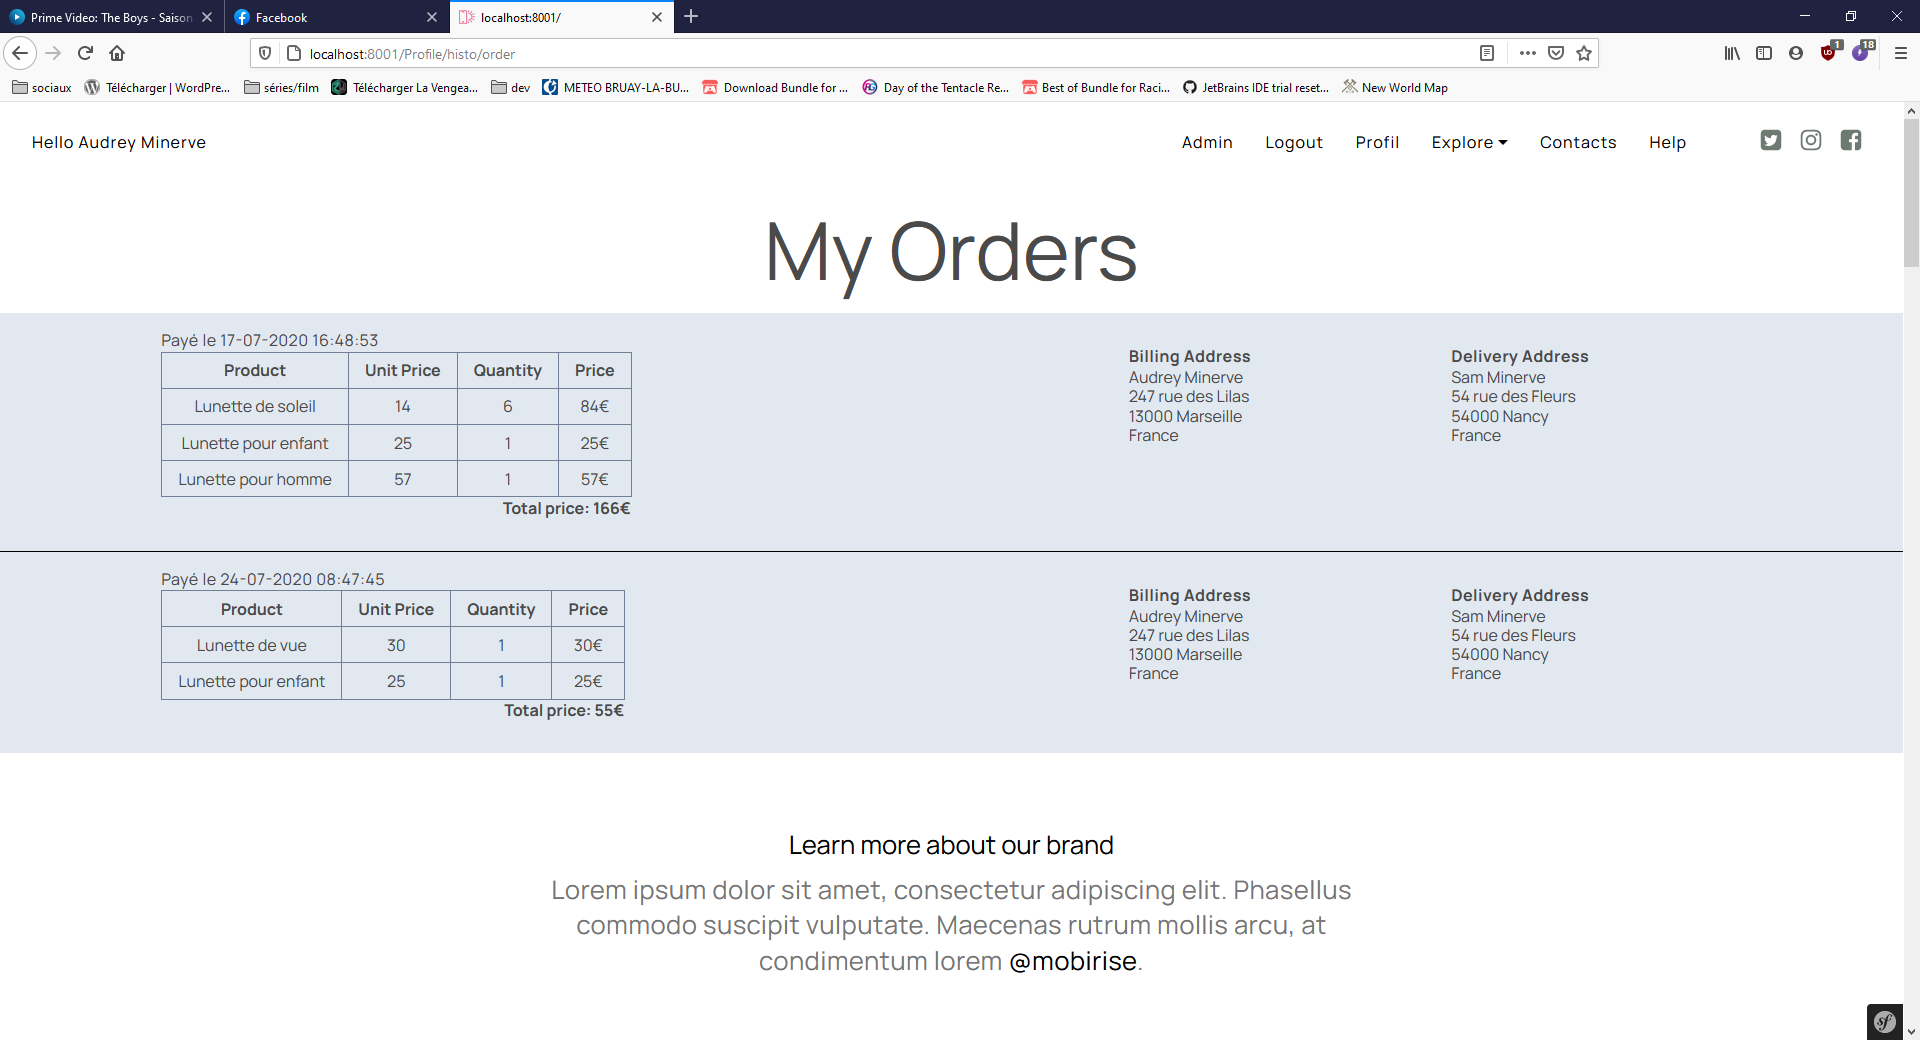 Prime Video: The Boys - Saison
Facebook
localhost:8001/
localhost:8001/Profile/histo/order
1
18
sociaux
Télécharger | WordPre...
séries/film
Télécharger La Vengea...
dev
METEO BRUAY-LA-BU...
Download Bundle for ...
Day of the Tentacle Re...
Best of Bundle for Raci...
JetBrains IDE trial reset...
New World Map
Hello Audrey Minerve
Admin Logout Profil Explore Contacts Help
My Orders
Payé le 17-07-2020 16:48:53
Product Unit Price Quantity Price
Lunette de soleil 14 6 84€
Lunette pour enfant 25 1 25€
Lunette pour homme 57 1 57€
Total price: 166€
Billing Address
Audrey Minerve
247 rue des Lilas
13000 Marseille
France
Delivery Address
Sam Minerve
54 rue des Fleurs
54000 Nancy
France
Payé le 24-07-2020 08:47:45
Product Unit Price Quantity Price
Lunette de vue 30 1 30€
Lunette pour enfant 25 1 25€
Total price: 55€
Billing Address
Audrey Minerve
247 rue des Lilas
13000 Marseille
France
Delivery Address
Sam Minerve
54 rue des Fleurs
54000 Nancy
France
Learn more about our brand
Lorem ipsum dolor sit amet, consectetur adipiscing elit. Phasellus
commodo suscipit vulputate. Maecenas rutrum mollis arcu, at
condimentum lorem @mobirise.
sf